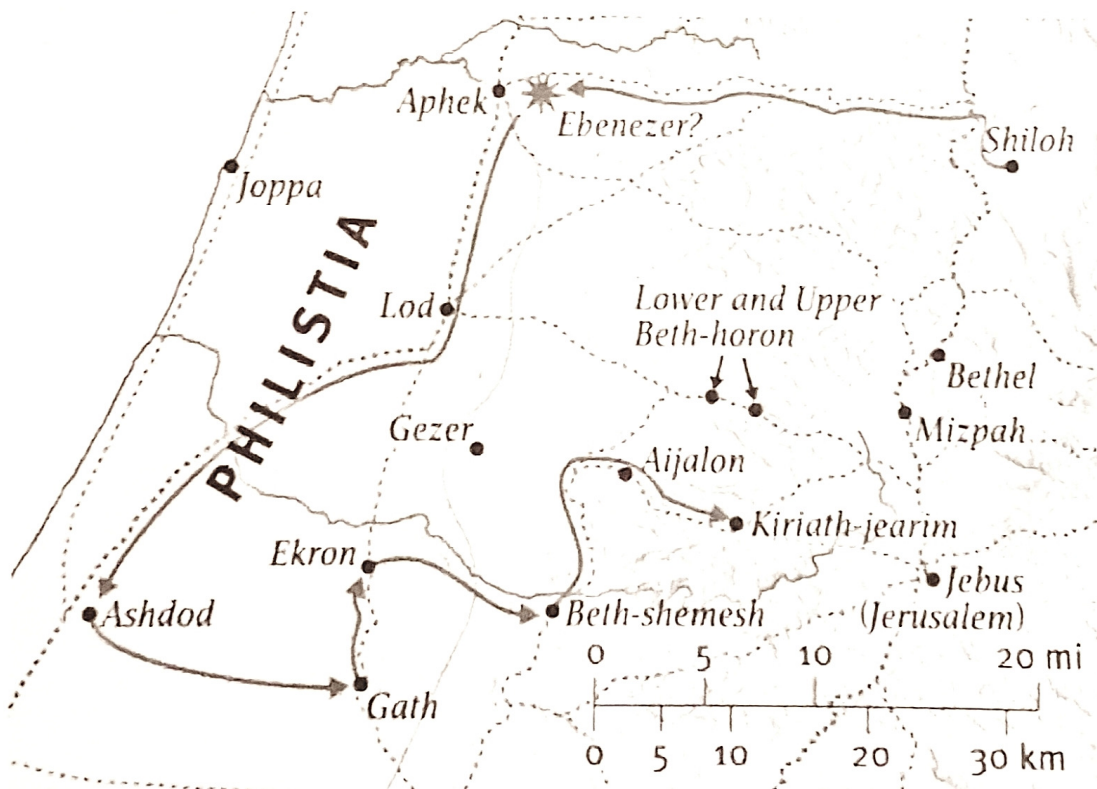 Aphek
Ebenezer?
Shiloh
Joppa
PHILISTIA
Lod
Lower and Upper
Beth-horon
Bethel
Mizpah
Gezer
Aijalon
Kiriath-jearim
Ekron
Jebus
(Jerusalem)
Ashdod
Beth-shemesh
Gath
0 5 10 20 mi
0 5 10 20 30 km